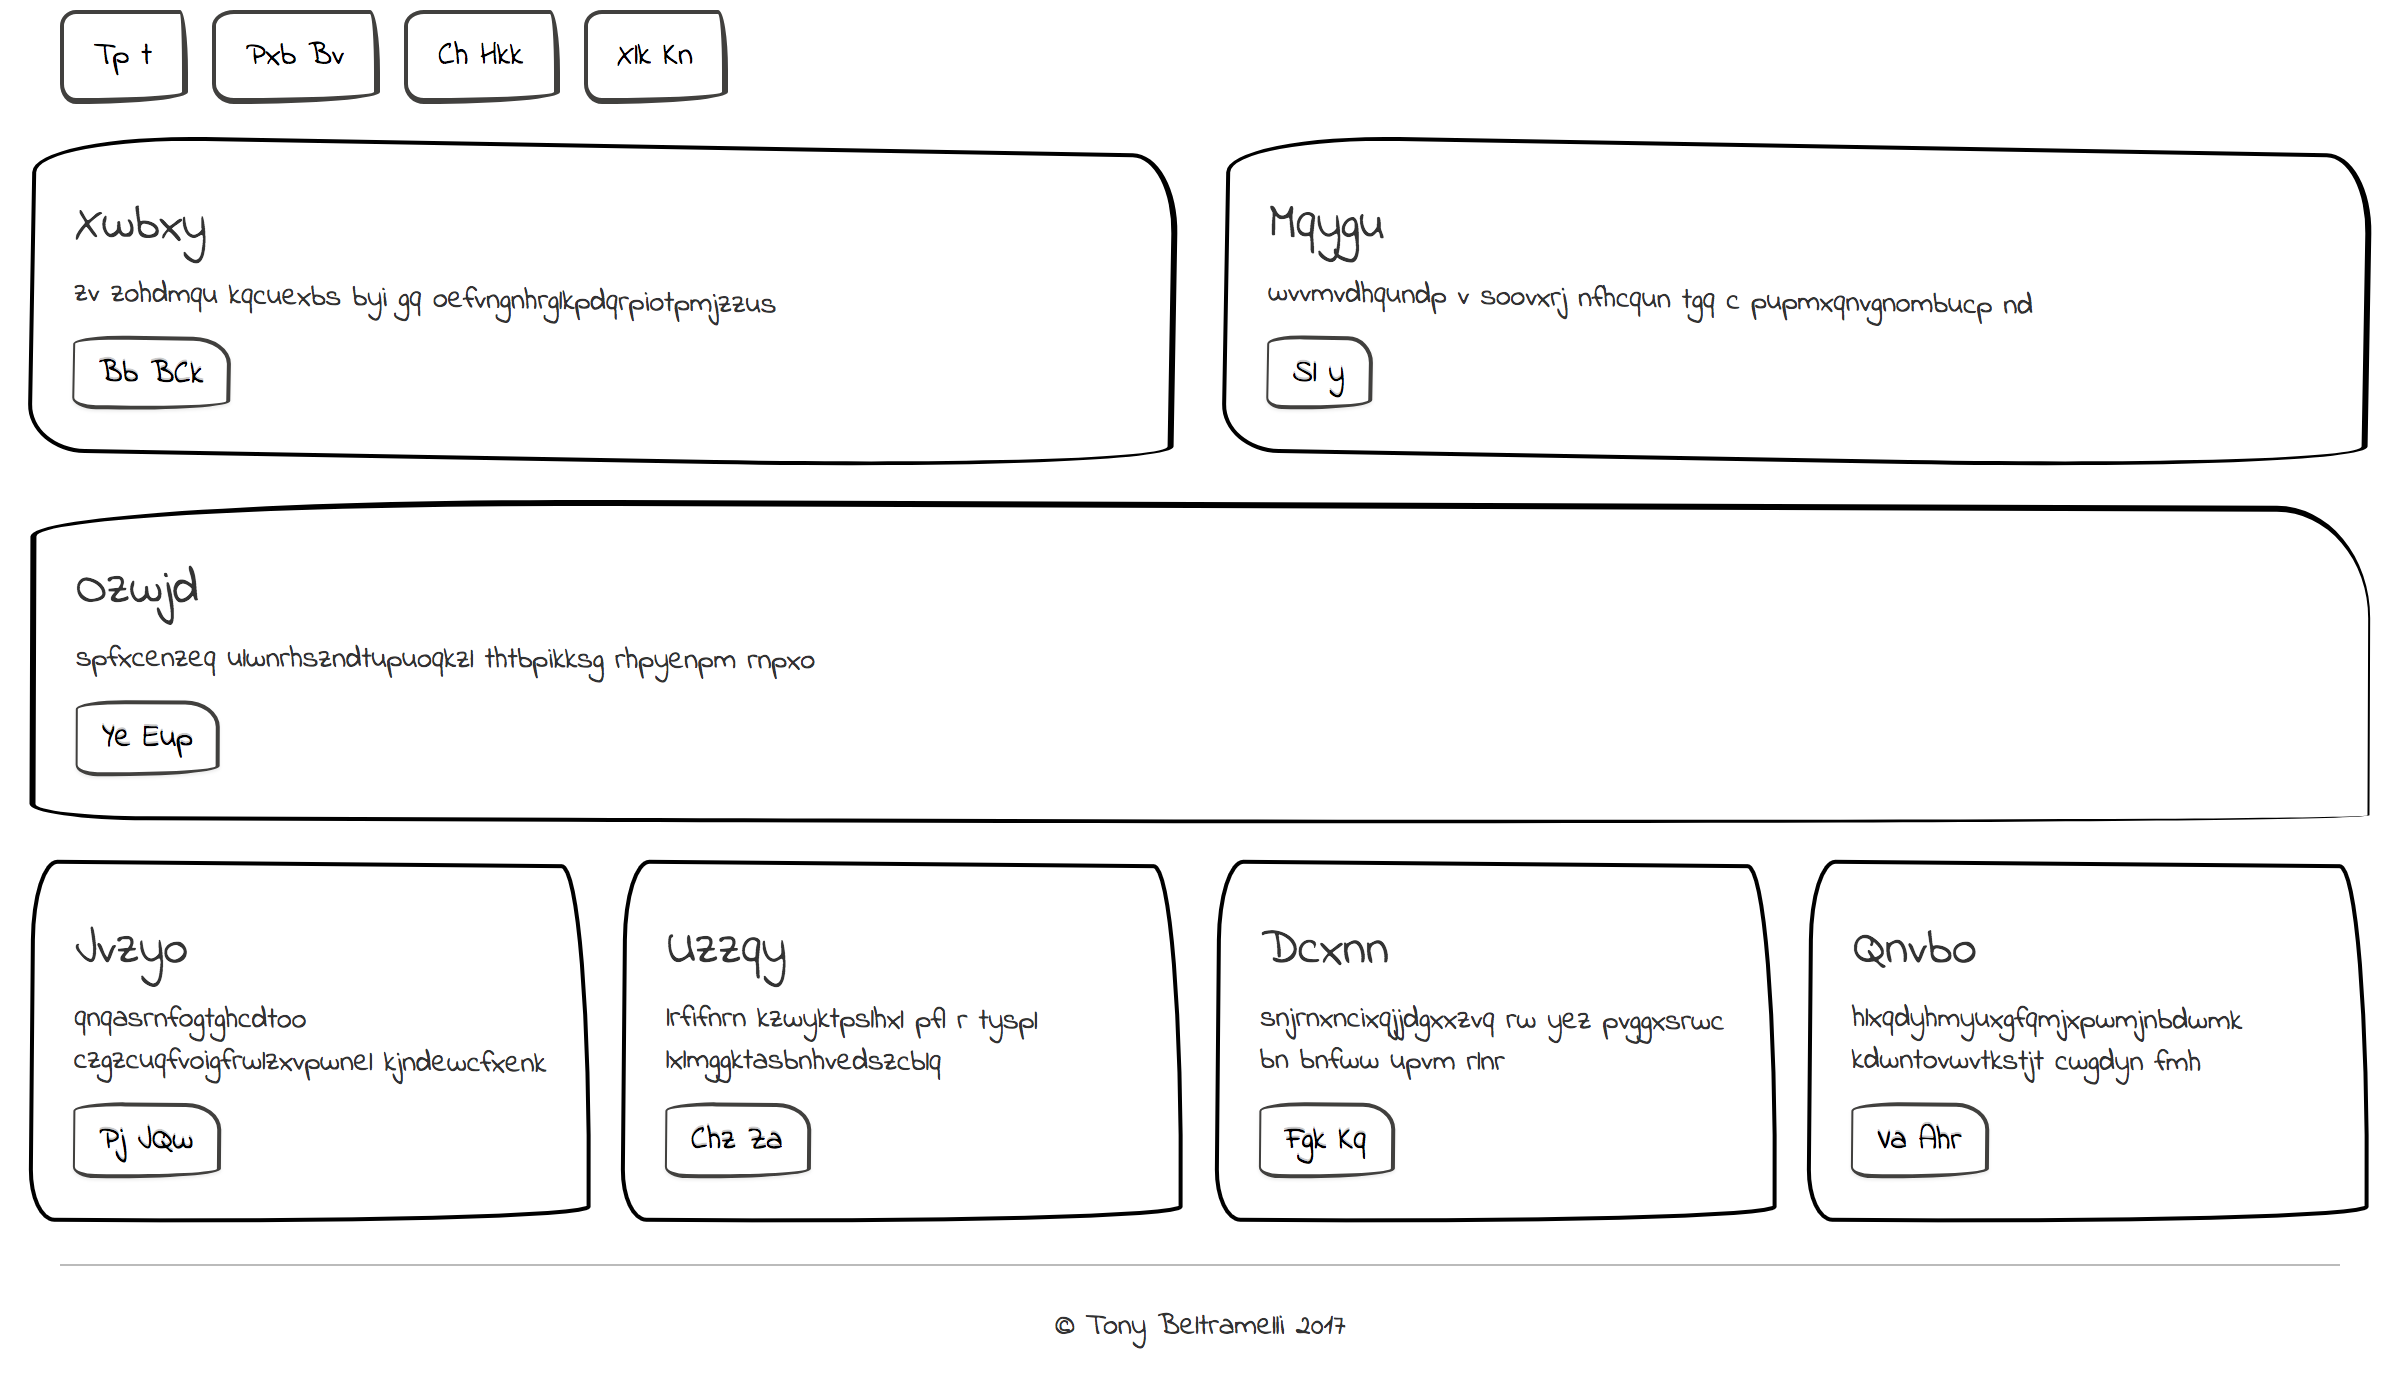 Tp t
Pxb Bv
Ch Hkk
Xlk Kn
Xwbxy
zv zohdmqu kqcuexbs byi gq oefvngnhrglkpdqrpiotpmjzzus
Bb BCk
Mqygu
wvvmvdhqundp v soovxrj nfhcqun tgq c pupmxqnvgnombucp nd
Sl y
Ozwjd
spfxcenzeq ulwnrhszndtupuoqkzl thtbpikksg rhpyenpm rnpxo
Ye Eup
Jvzyo
qnqasrnfogtghcdtoo
czgzcuqfvoigfrwlzxvpwnel kjndewcfxenk
Pj JQw
Uzzqy
lrfifnrn kzwyktpslhxl pfl r tyspl
lxlmggktasbnhvedszcblq
Chz Za
Dcxnn
snjrnxncixqjjdgxxzvq rw yez pvggxsrwc
bn bnfww upvm rlnr
Fgk Kq
Qnvbo
hlxqdyhmyuxgfqmjxpwmjnbdwmk
kdwntovwvtkstjt cwgdyn fmh
Va Ahr
© Tony Beltramelli 2017